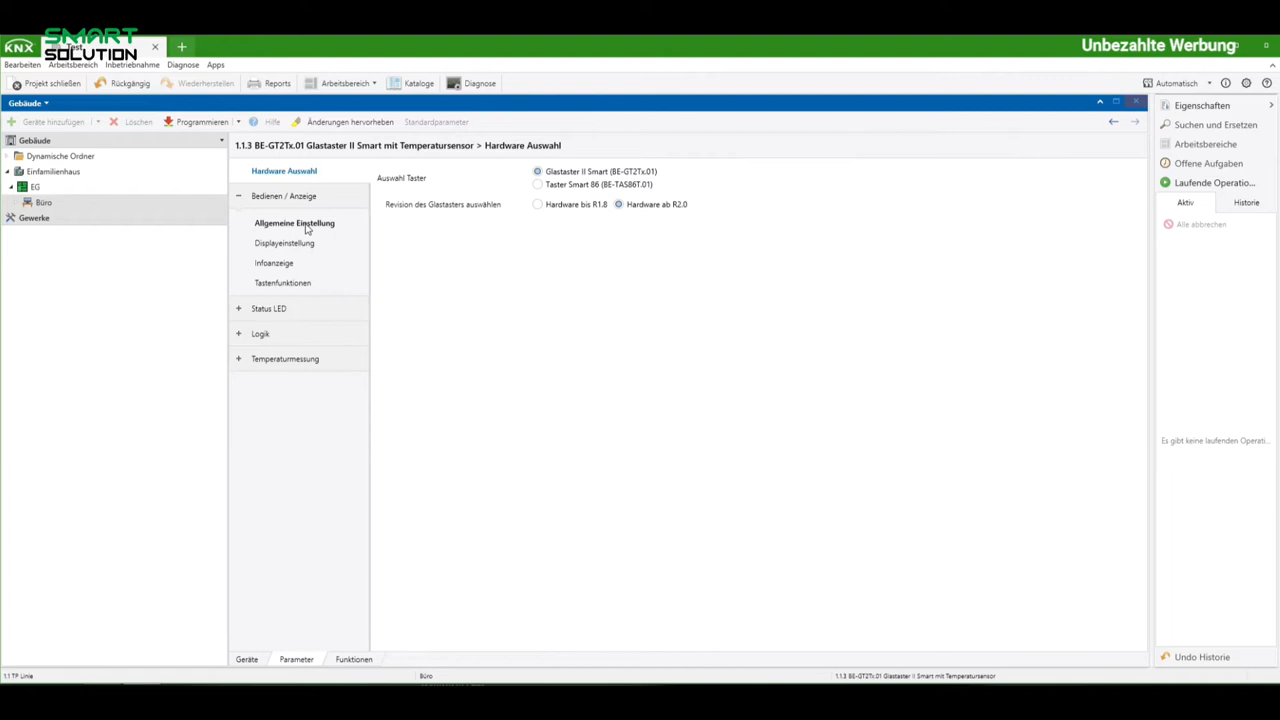 SMART
SOLUTION
KNX
Test
Unbezahlte Werbung
Bearbeiten Arbeitsbereich Inbetriebnahme Diagnose Apps
Projekt schließen Rückgängig Wiederherstellen Reports Arbeitsbereich Kataloge Diagnose Automatisch
Gebäude
Geräte hinzufügen Löschen Programmieren Hilfe Änderungen hervorheben Standardparameter
Gebäude
Dynamische Ordner
Einfamilienhaus
EG
Büro
Gewerke
1.1.3 BE-GT2Tx.01 Glastaster II Smart mit Temperatursensor > Hardware Auswahl
Hardware Auswahl
Bedienen / Anzeige
Allgemeine Einstellung
Displayeinstellung
Infoanzeige
Tastenfunktionen
Status LED
Logik
Temperaturmessung
Auswahl Taster
Glastaster II Smart (BE-GT2Tx.01)
Taster Smart 86 (BE-TAS86T.01)
Revision des Glastasters auswählen Hardware bis R1.8 Hardware ab R2.0
Eigenschaften
Suchen und Ersetzen
Arbeitsbereiche
Offene Aufgaben
Laufende Operatio...
Aktiv Historie
Alle abbrechen
Es gibt keine laufenden Operati...
Undo Historie
Geräte Parameter Funktionen
1.1 TP Linie Büro 1.1.3 BE-GT2Tx.01 Glastaster II Smart mit Temperatursensor